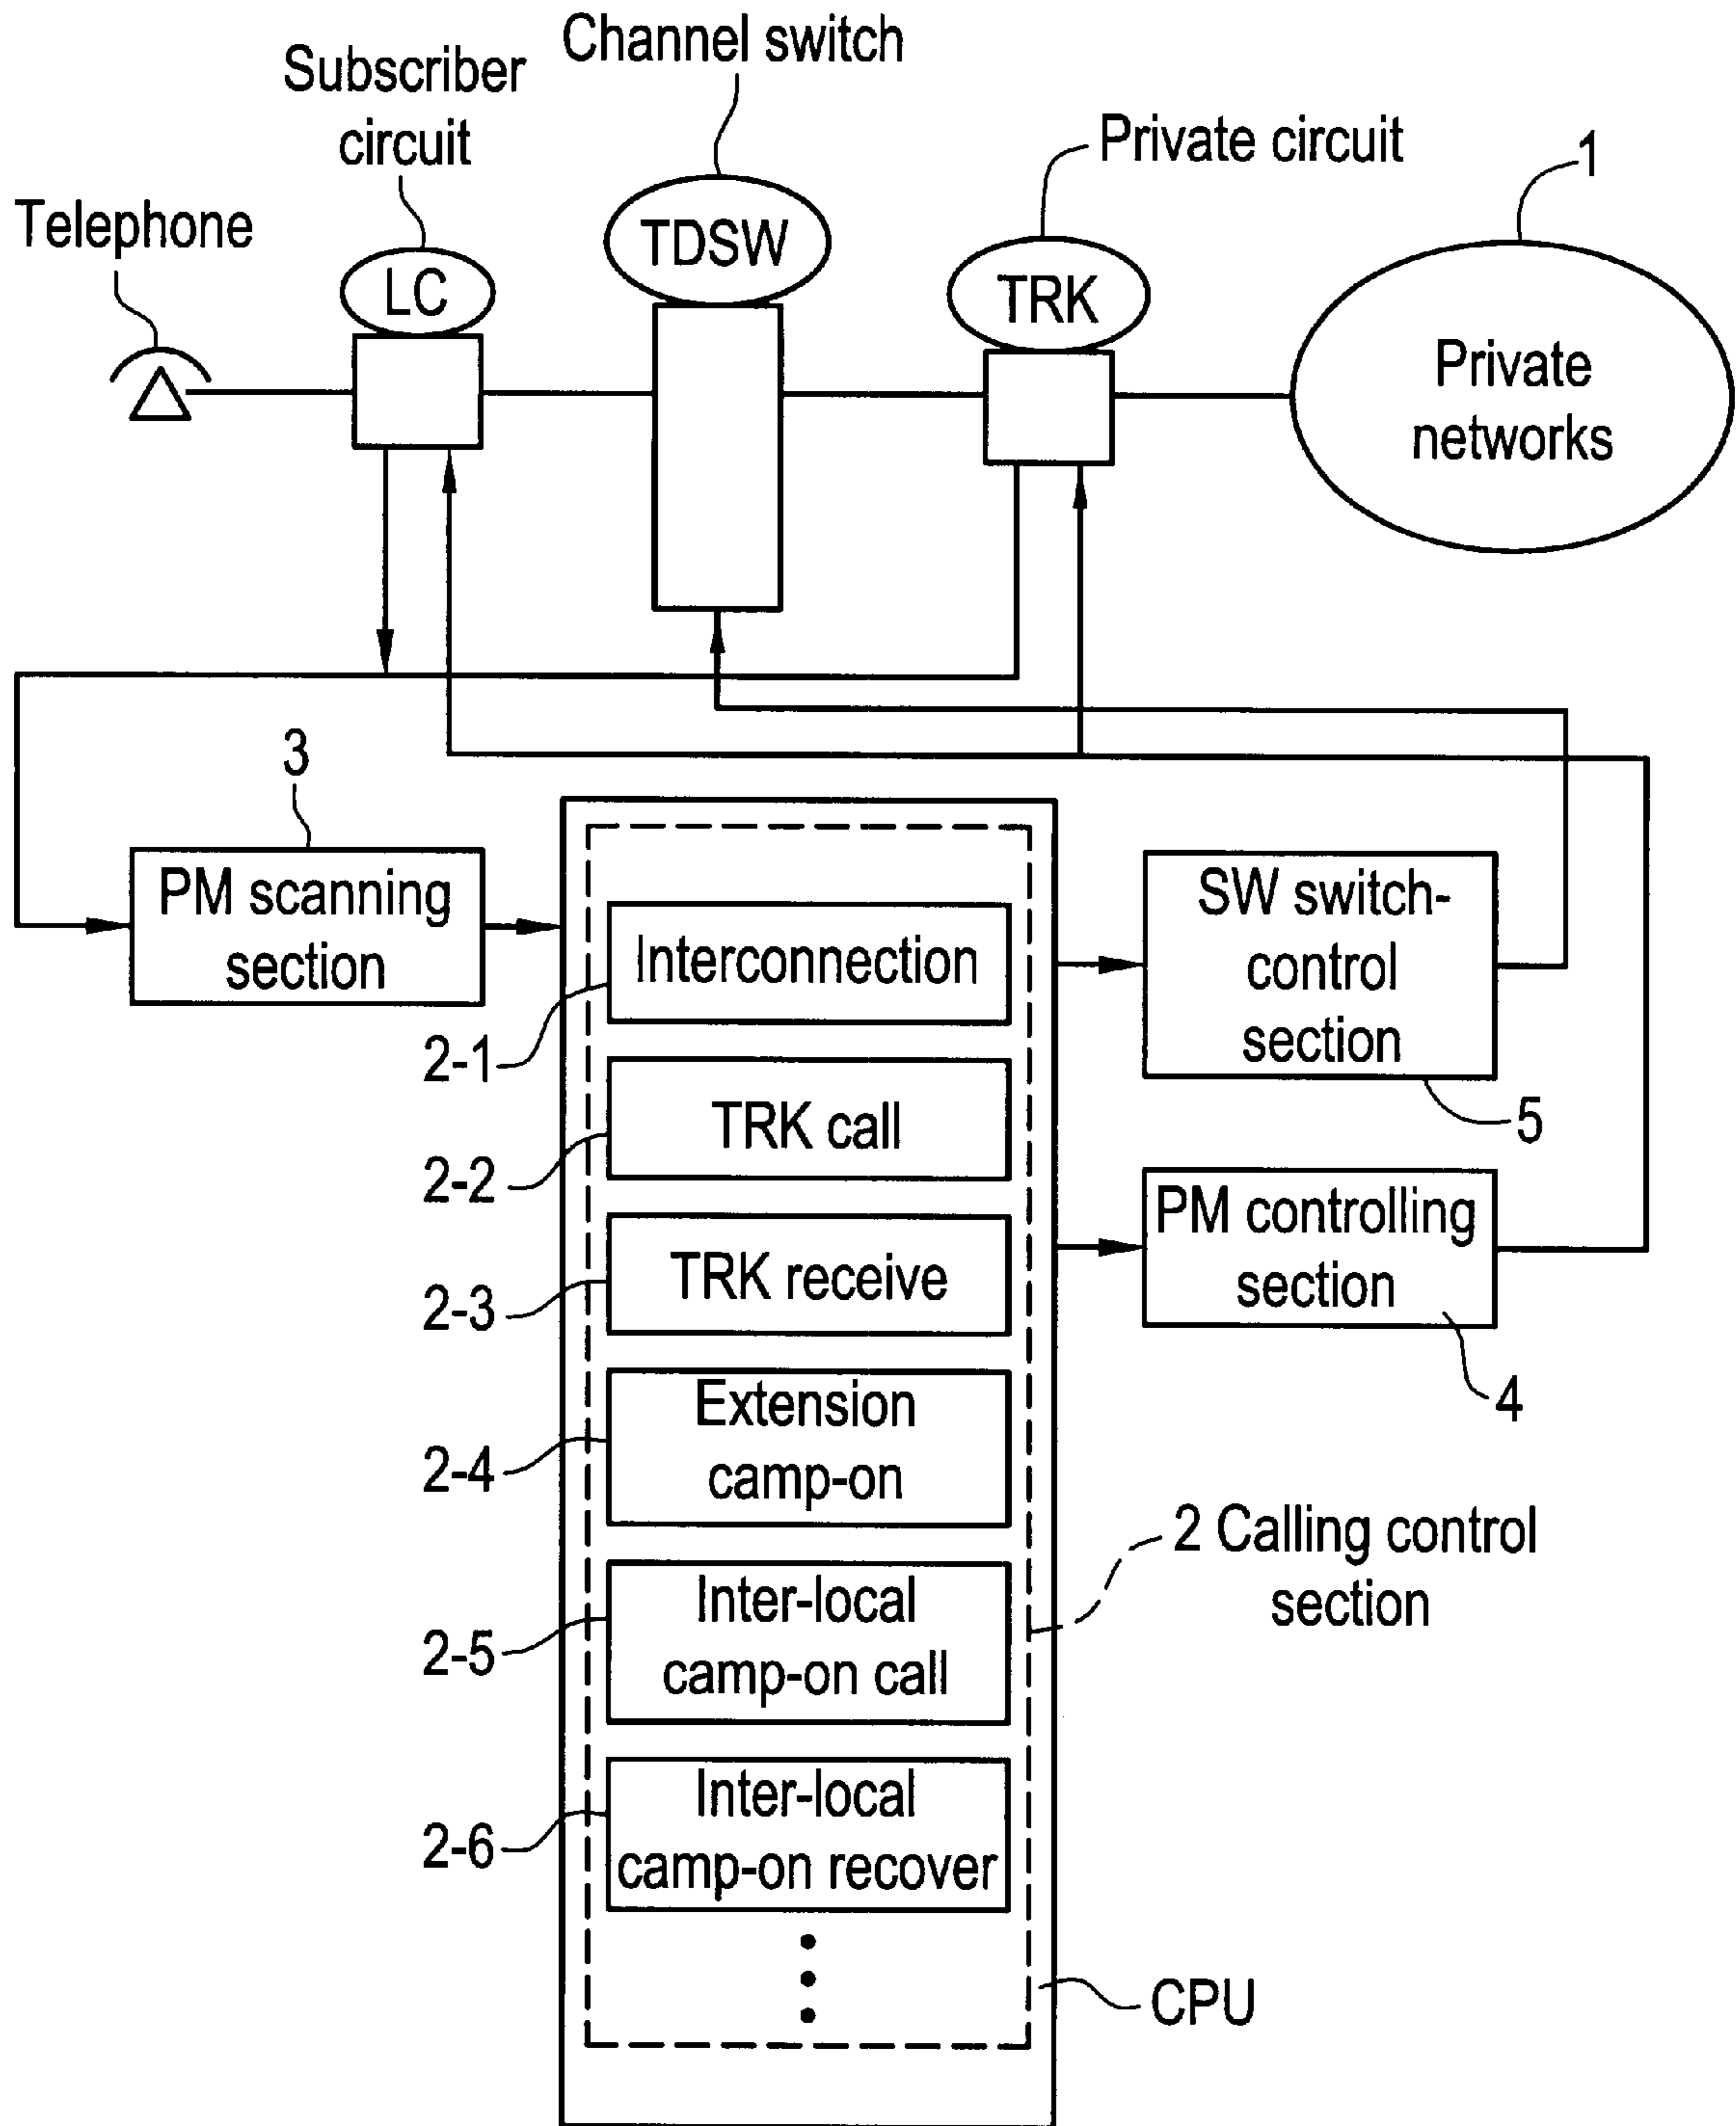 Channel switch
Subscriber
circuit
Private circuit
1
Telephone
TDSW
LC
TRK
Private
networks
3
PM scanning
section
Interconnection
2-1
SW switch-
control
section
5
TRK call
2-2
PM controlling
section
4
TRK receive
2-3
Extension
camp-on
2-4
2 Calling control
section
Inter-local
camp-on call
2-5
Inter-local
camp-on recover
2-6
CPU